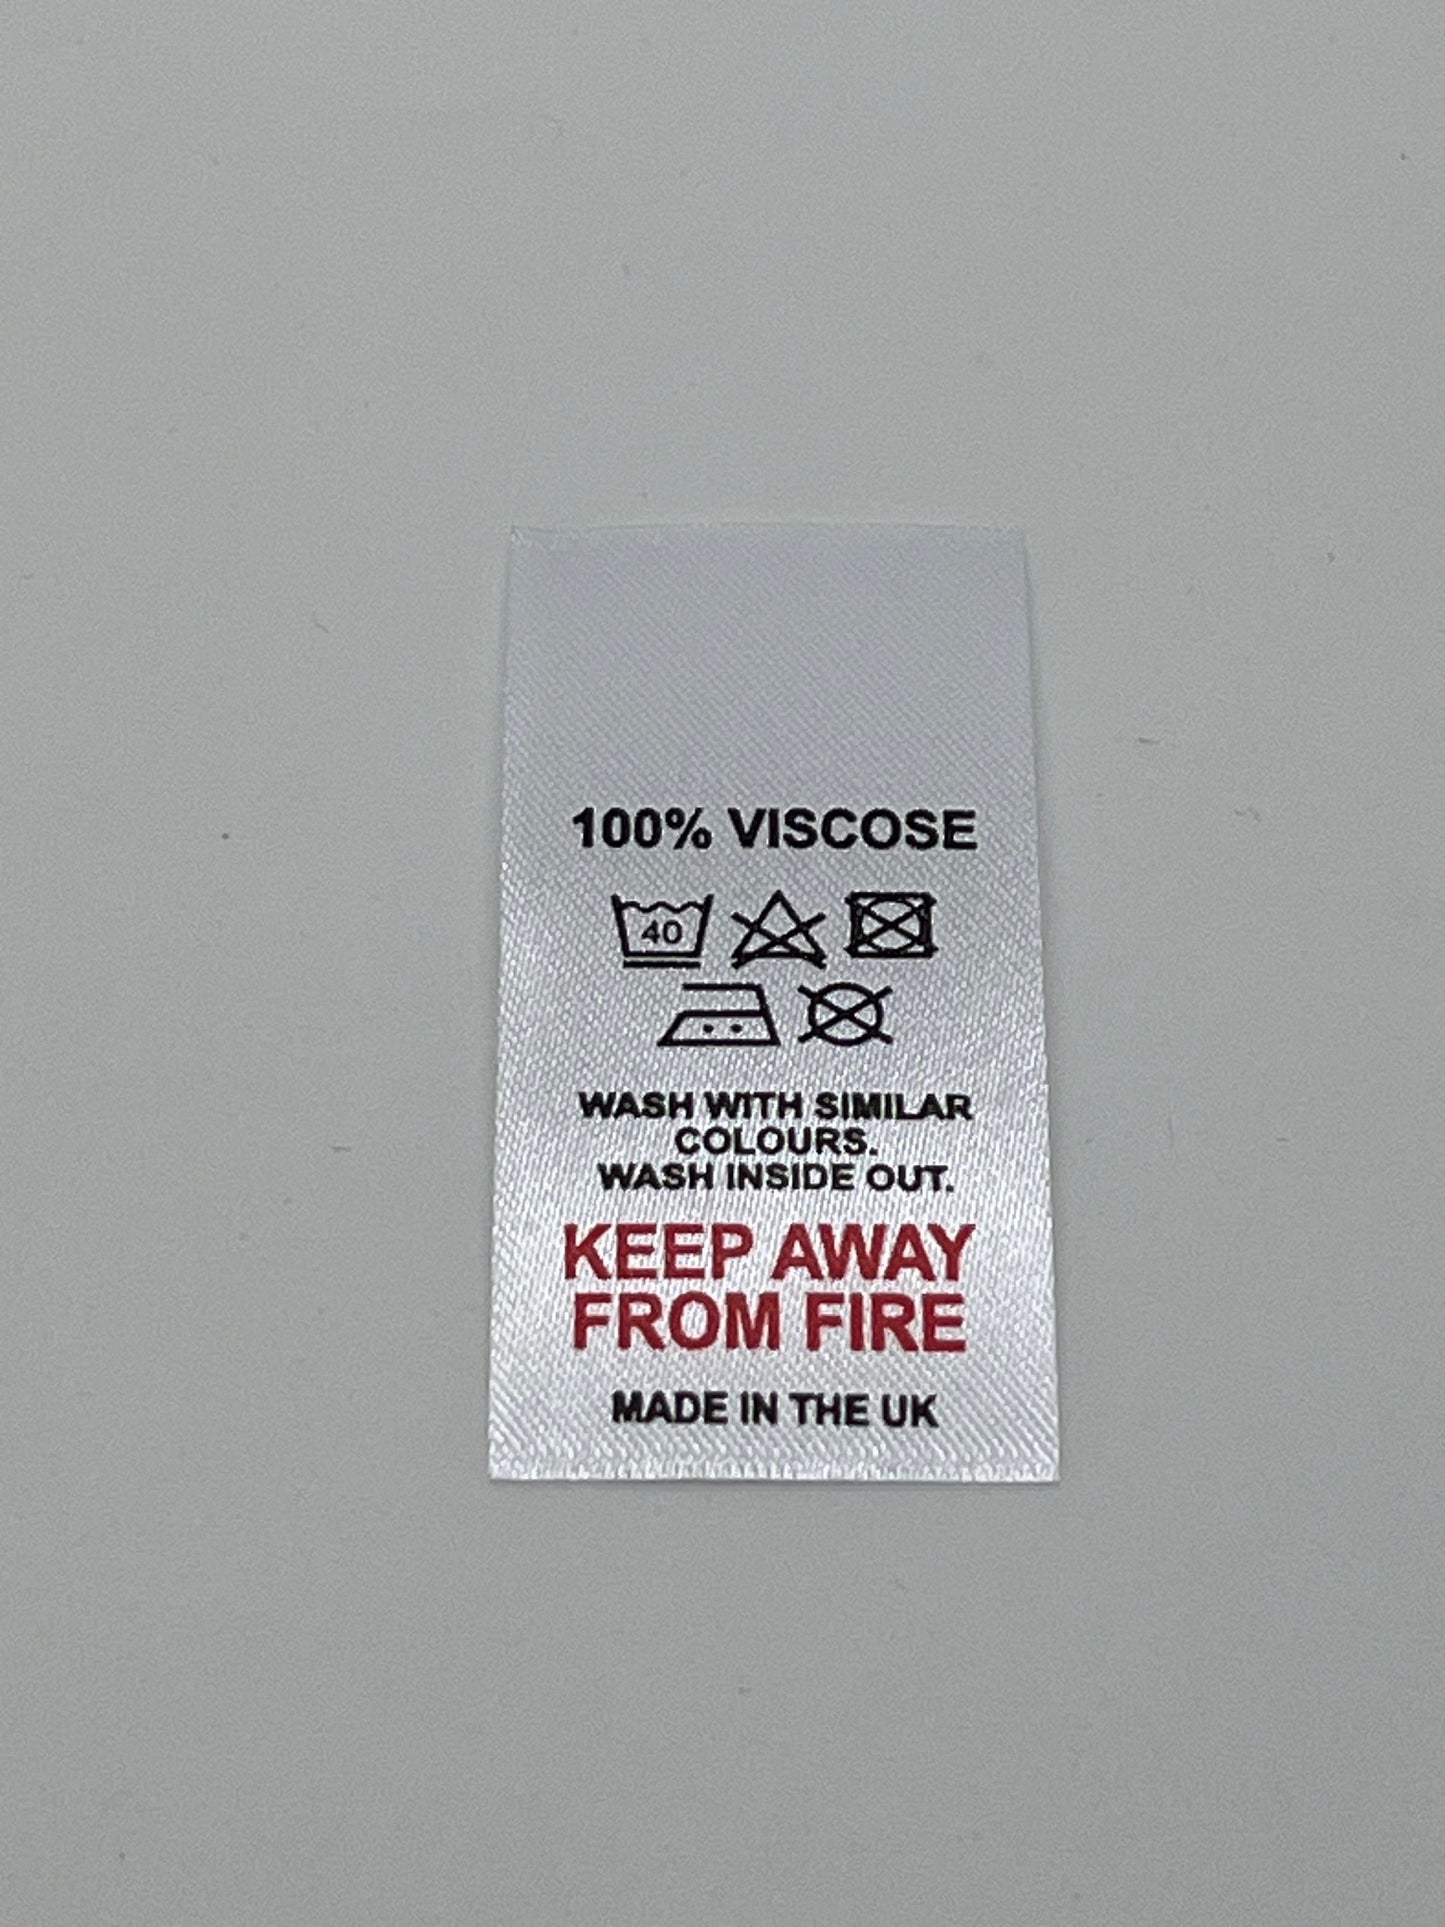 100% VISCOSE
40
WASH WITH SIMILAR
COLOURS.
WASH INSIDE OUT.
KEEP AWAY
FROM FIRE
MADE IN THE UK